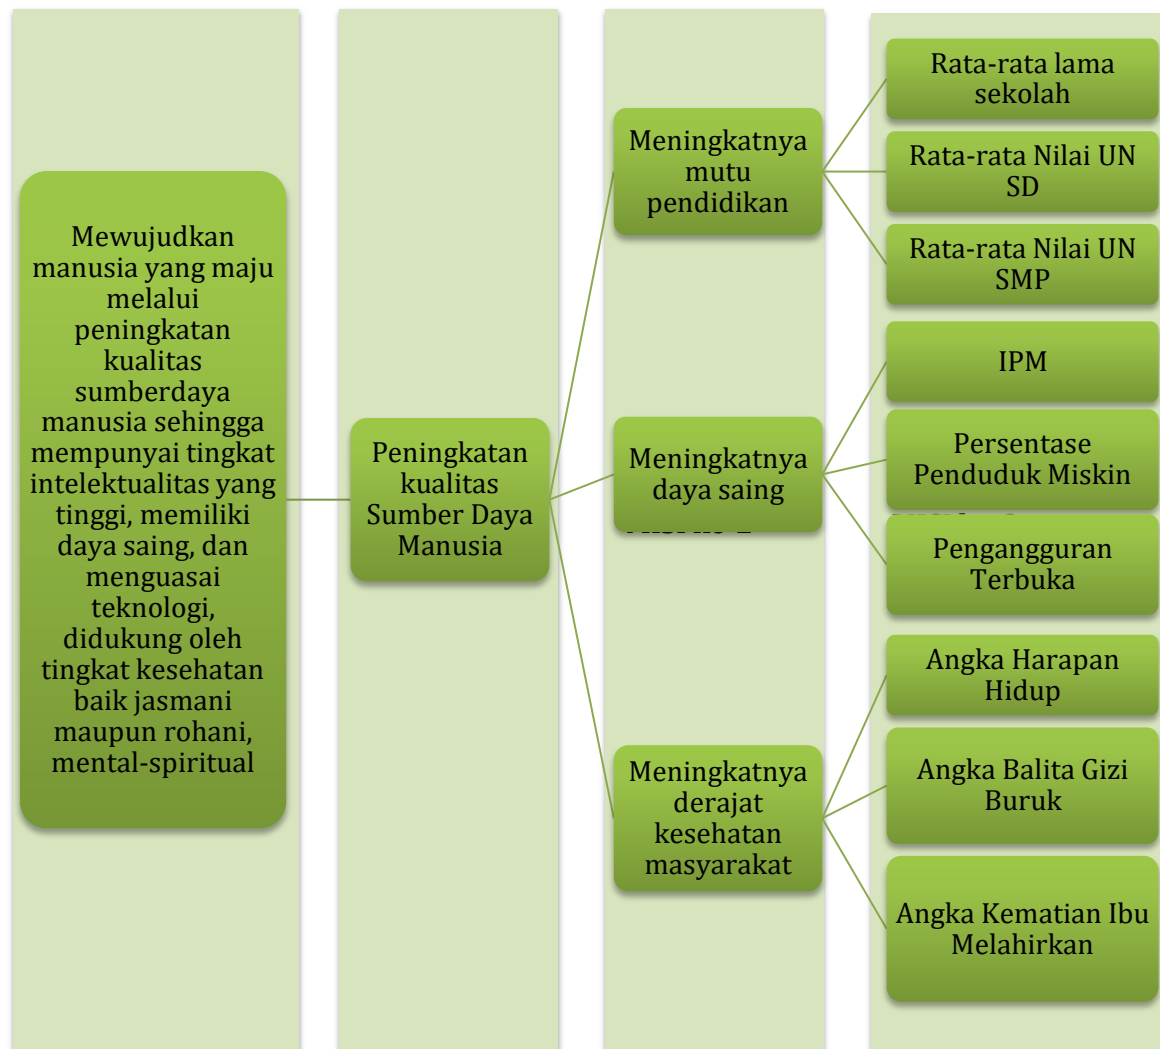 Mewujudkan
manusia yang maju
melalui
peningkatan
kualitas
sumberdaya
manusia sehingga
mempunyai tingkat
intelektualitas yang
tinggi, memiliki
daya saing, dan
menguasai
teknologi,
didukung oleh
tingkat kesehatan
baik jasmani
maupun rohani,
mental-spiritual
Peningkatan
kualitas
Sumber Daya
Manusia
Meningkatnya
mutu
pendidikan
Meningkatnya
daya saing
Meningkatnya
derajat
kesehatan
masyarakat
Rata-rata lama
sekolah
Rata-rata Nilai UN
SD
Rata-rata Nilai UN
SMP
IPM
Persentase
Penduduk Miskin
Pengangguran
Terbuka
Angka Harapan
Hidup
Angka Balita Gizi
Buruk
Angka Kematian Ibu
Melahirkan